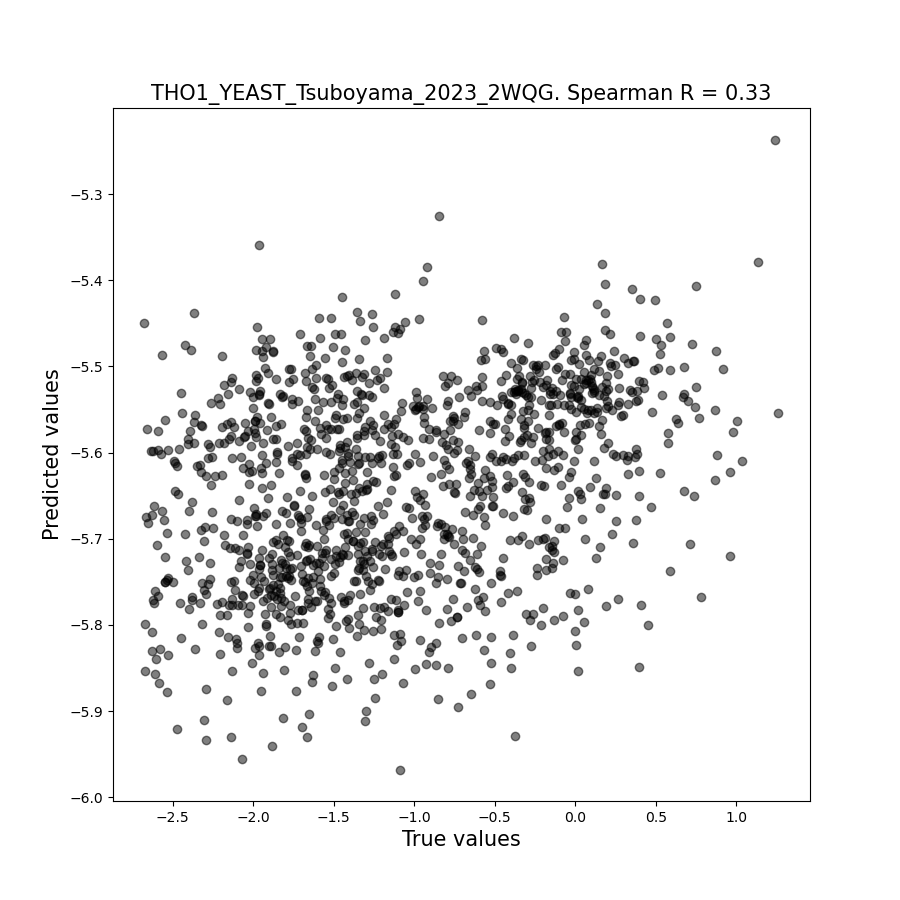 THO1_YEAST_Tsuboyama_2023_2WQG. Spearman R = 0.33
Predicted values
−5.3
−5.4
−5.5
−5.6
−5.7
−5.8
−5.9
−6.0
−2.5 −2.0 −1.5 −1.0 −0.5 0.0 0.5 1.0
True values